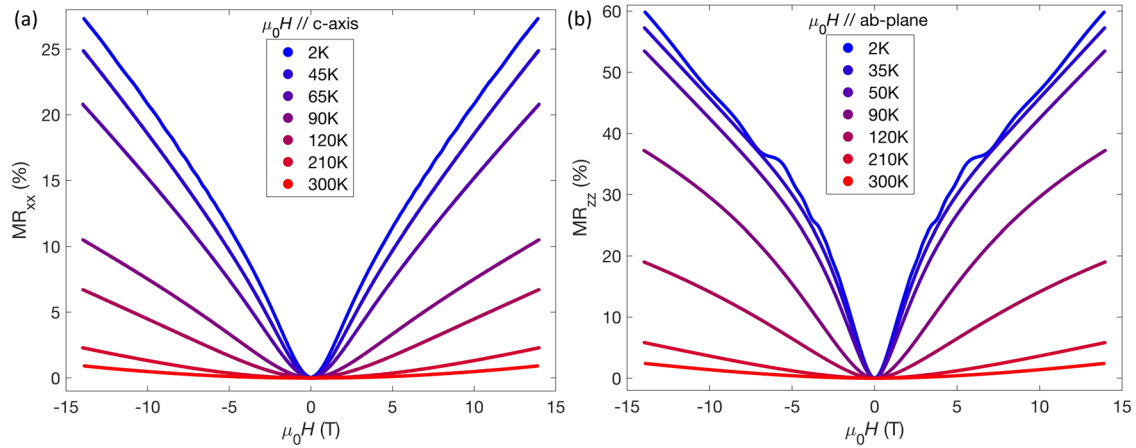 (a)
μ₀H // c-axis
2K
45K
65K
90K
120K
210K
300K
MRxx (%)
25
20
15
10
5
0
-15
-10
-5
0
5
10
15
μ₀H (T)
(b)
μ₀H // ab-plane
2K
35K
50K
90K
120K
210K
300K
MRzz (%)
60
50
40
30
20
10
0
-15
-10
-5
0
5
10
15
μ₀H (T)